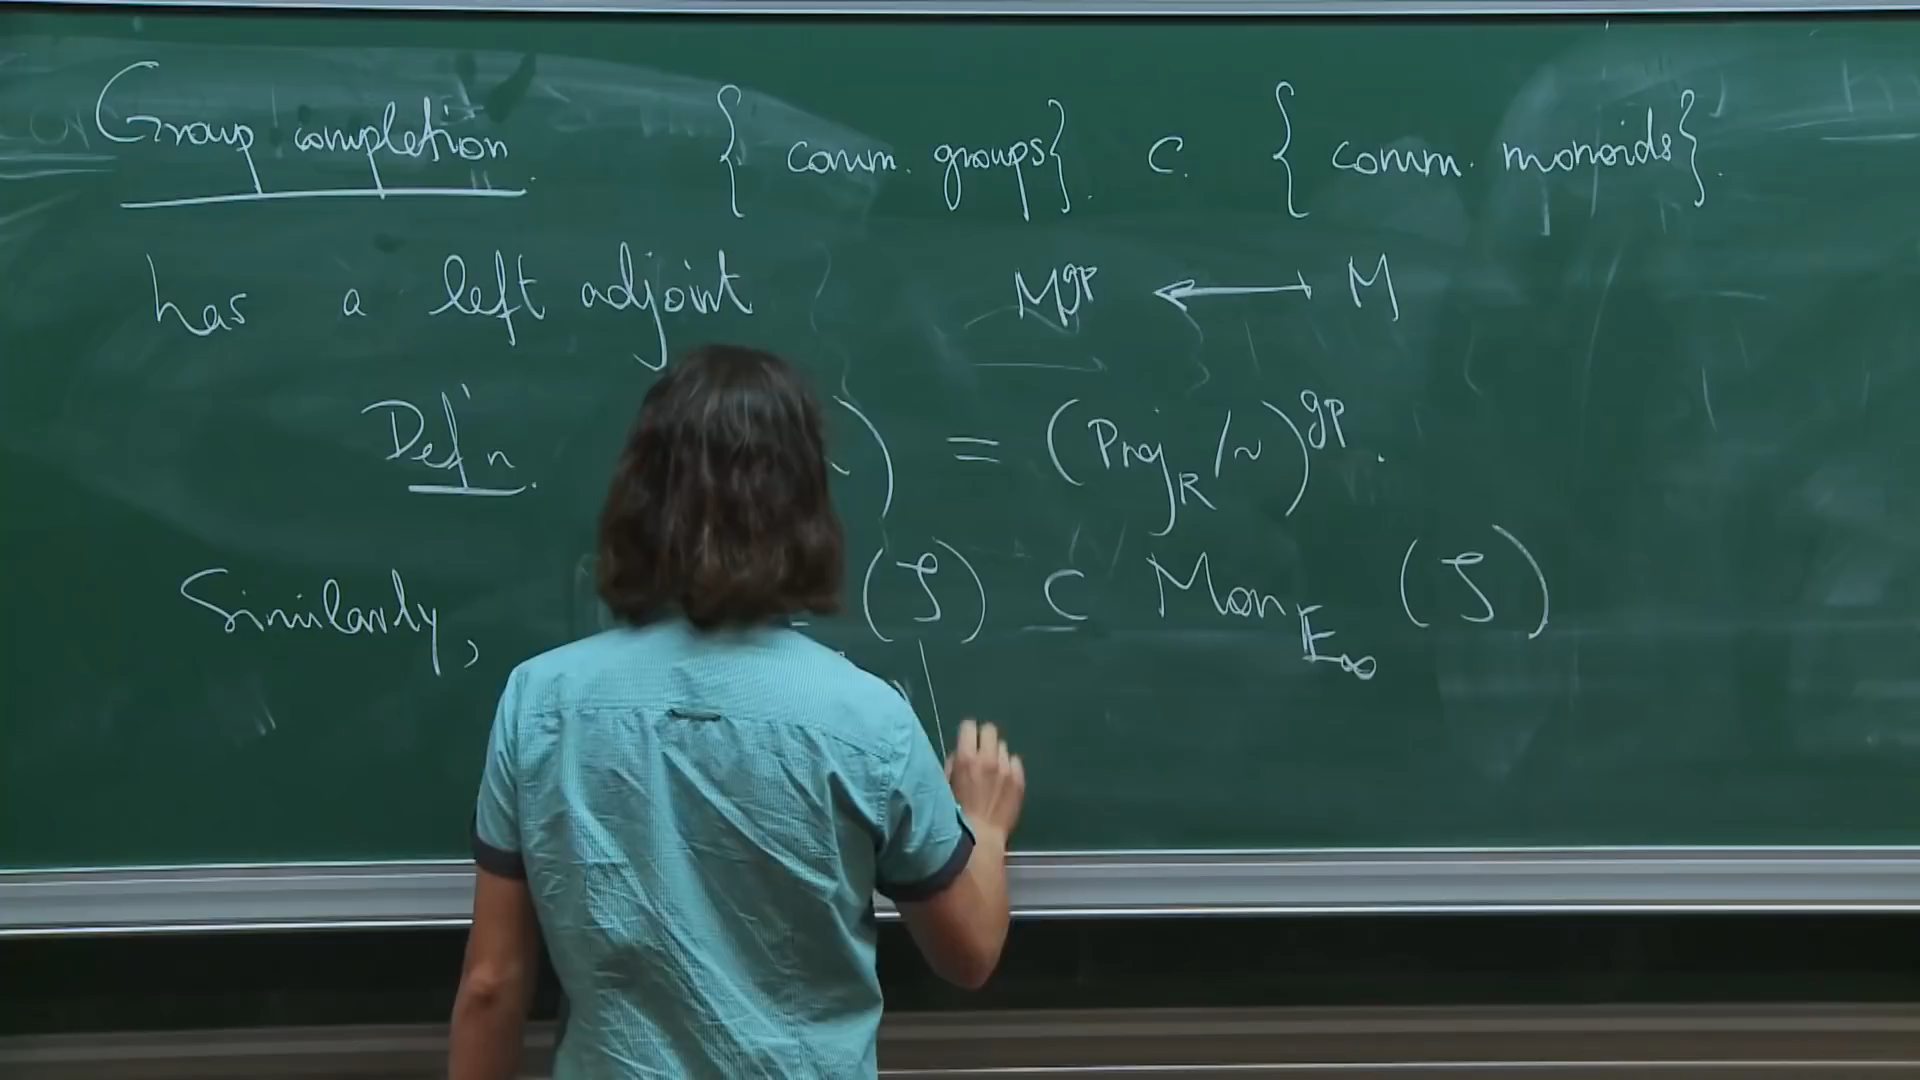 Group completion {comm. groups} ⊂ {comm. monoids}.
has a left adjoint M^gp ↤ M
Def'n ) = (Proj_R/~)^gp.
Similarly, (S) ⊂ Mon_E∞ (S)